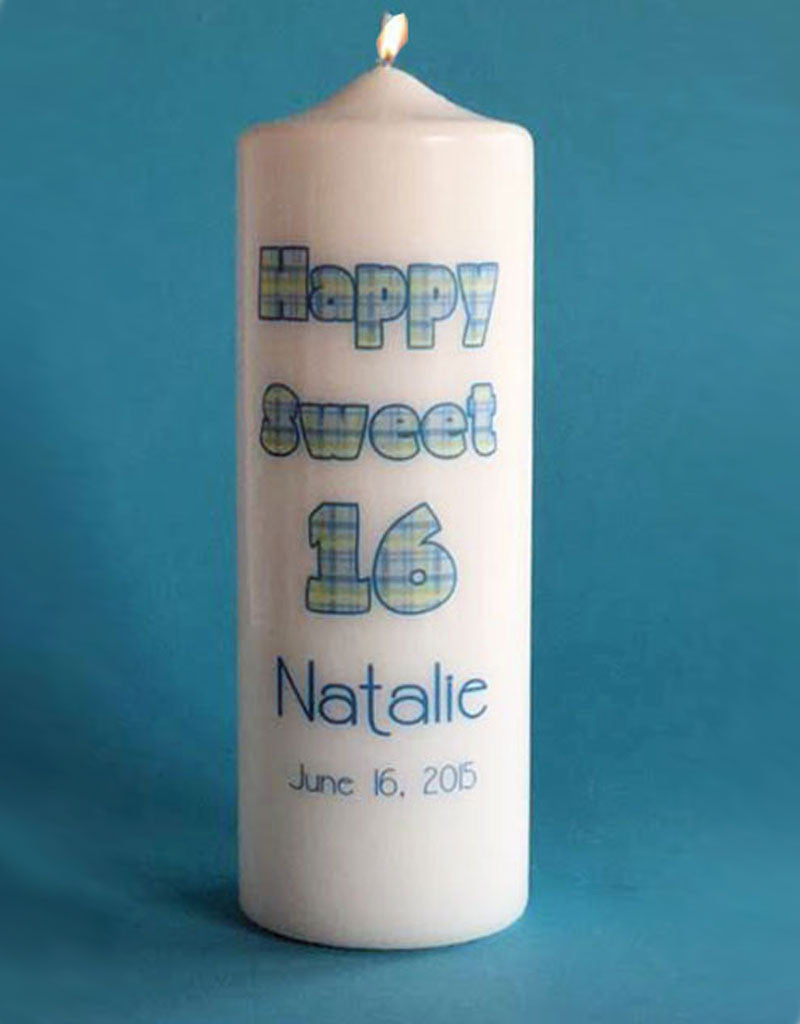 Happy
Sweet
16
Natalie
June 16, 2015